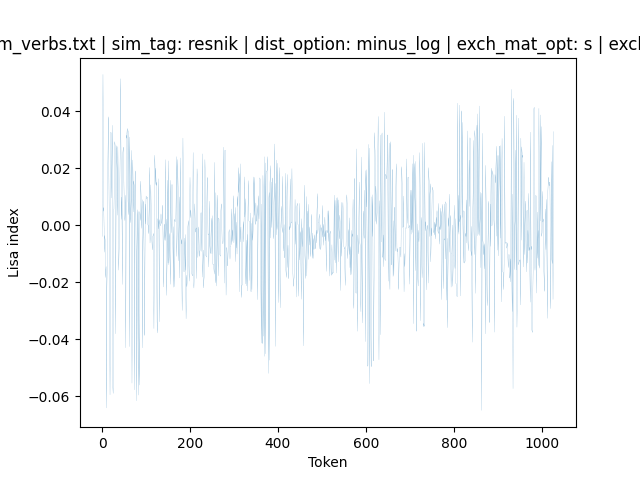 m_verbs.txt | sim_tag: resnik | dist_option: minus_log | exch_mat_opt: s | excl
0.04
0.02
0.00
−0.02
−0.04
−0.06
Lisa index
0 200 400 600 800 1000
Token